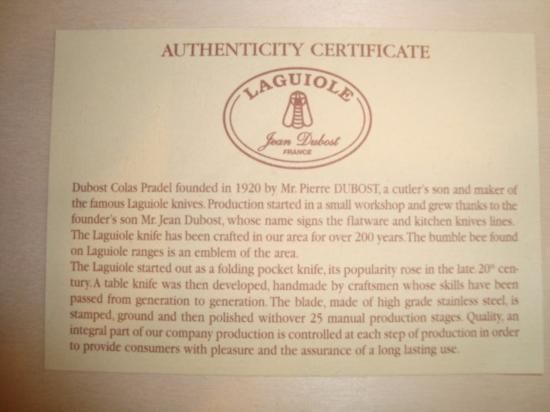 AUTHENTICITY CERTIFICATE
LAGUIOLE
Jean Dubost
FRANCE
Dubost Colas Pradel founded in 1920 by Mr. Pierre DUBOST, a cutler's son and maker of
the famous Laguiole knives. Production started in a small workshop and grew thanks to the
founder's son Mr. Jean Dubost, whose name signs the flatware and kitchen knives lines.
The Laguiole knife has been crafted in our area for over 200 years. The bumble bee found
on Laguiole ranges is an emblem of the area.
The Laguiole started out as a folding pocket knife, its popularity rose in the late 20th cen-
tury. A table knife was then developed, handmade by craftsmen whose skills have been
passed from generation to generation. The blade, made of high grade stainless steel, is
stamped, ground and then polished withover 25 manual production stages. Quality, an
integral part of our company production is controlled at each step of production in order
to provide consumers with pleasure and the assurance of a long lasting use.